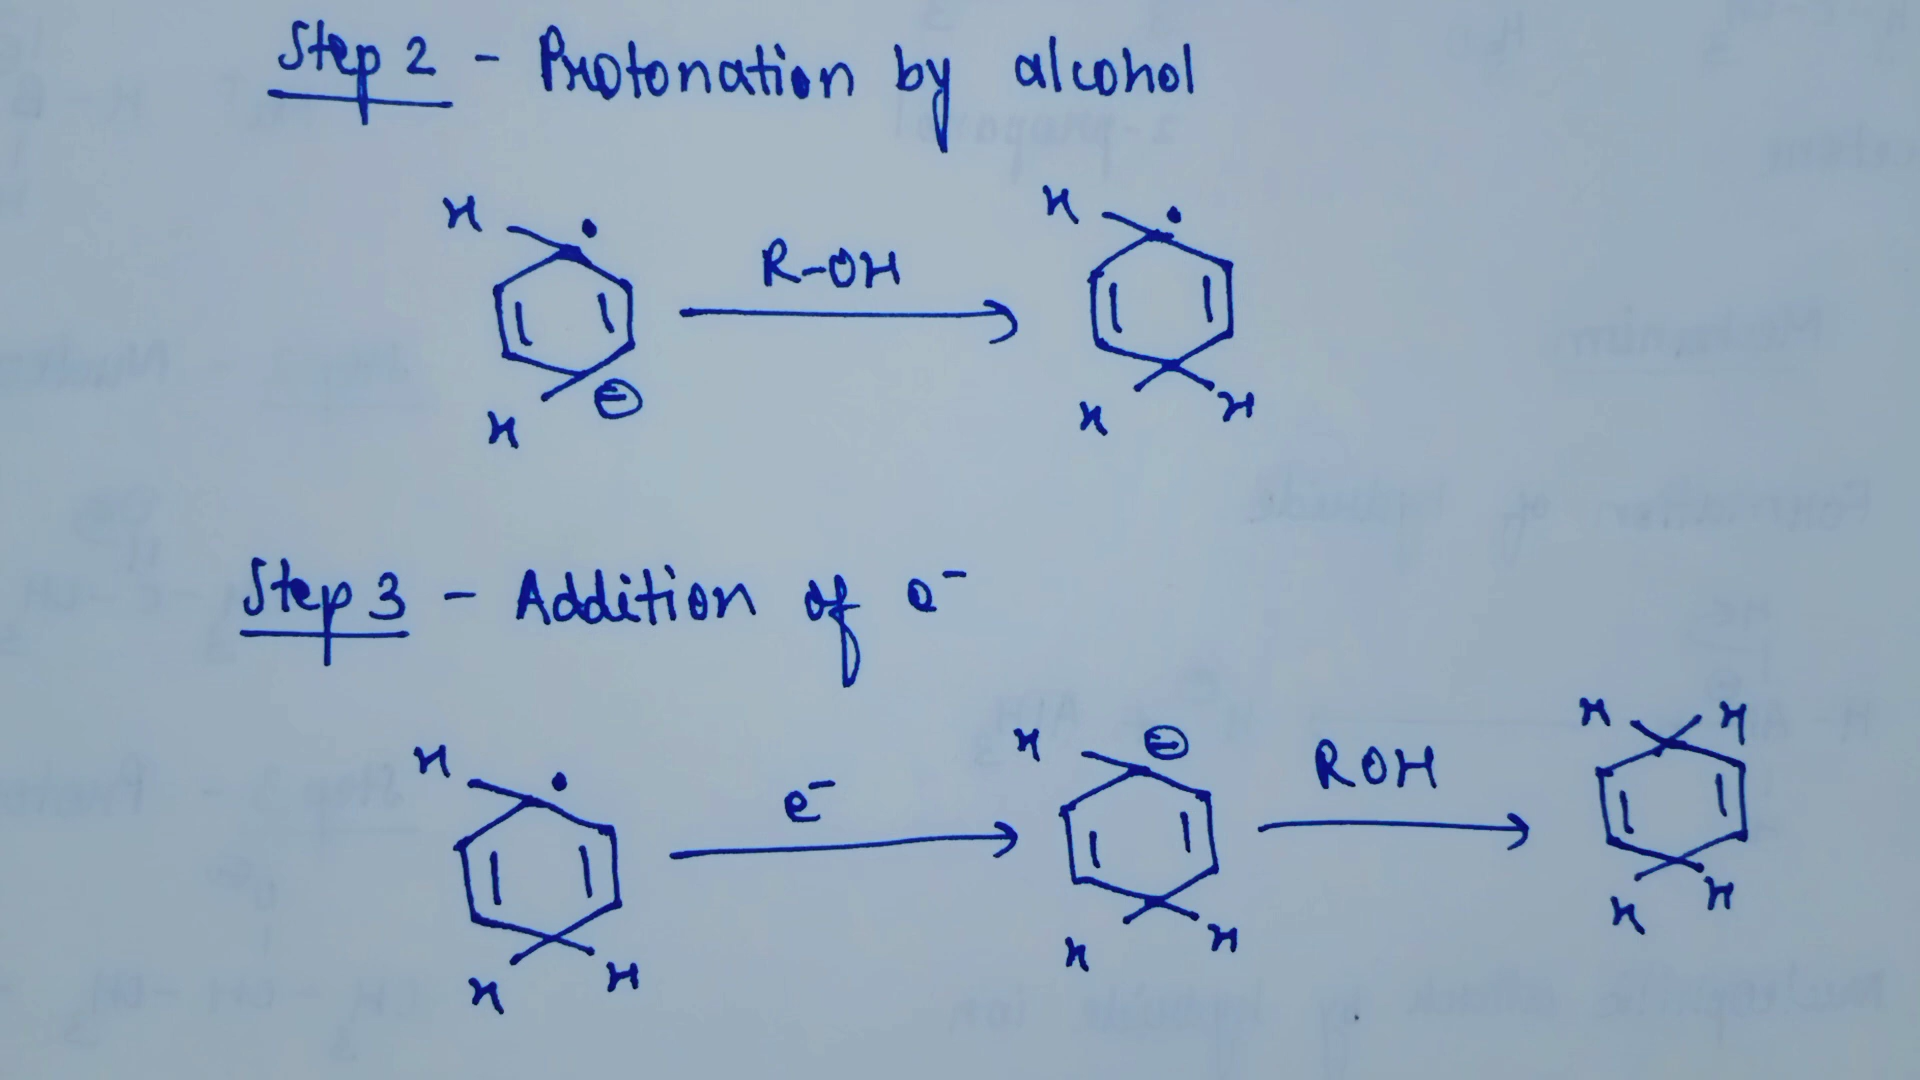 Step 2 - Protonation by alcohol
H H
R-OH
H H
H H
Step 3 - Addition of e⁻
H H H H
e⁻ ROH
H H H H H H